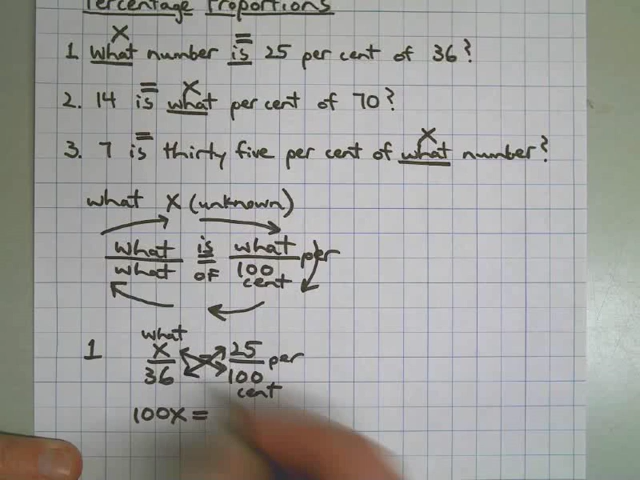 Percentage Proportions
X =
1 What number is 25 per cent of 36?
= X
2. 14 is what per cent of 70?
= X
3. 7 is thirty five per cent of what number?
what X (unknown)
what is what per
what of 100
cent
what
1 X 25 per
36 100
cent
100X =